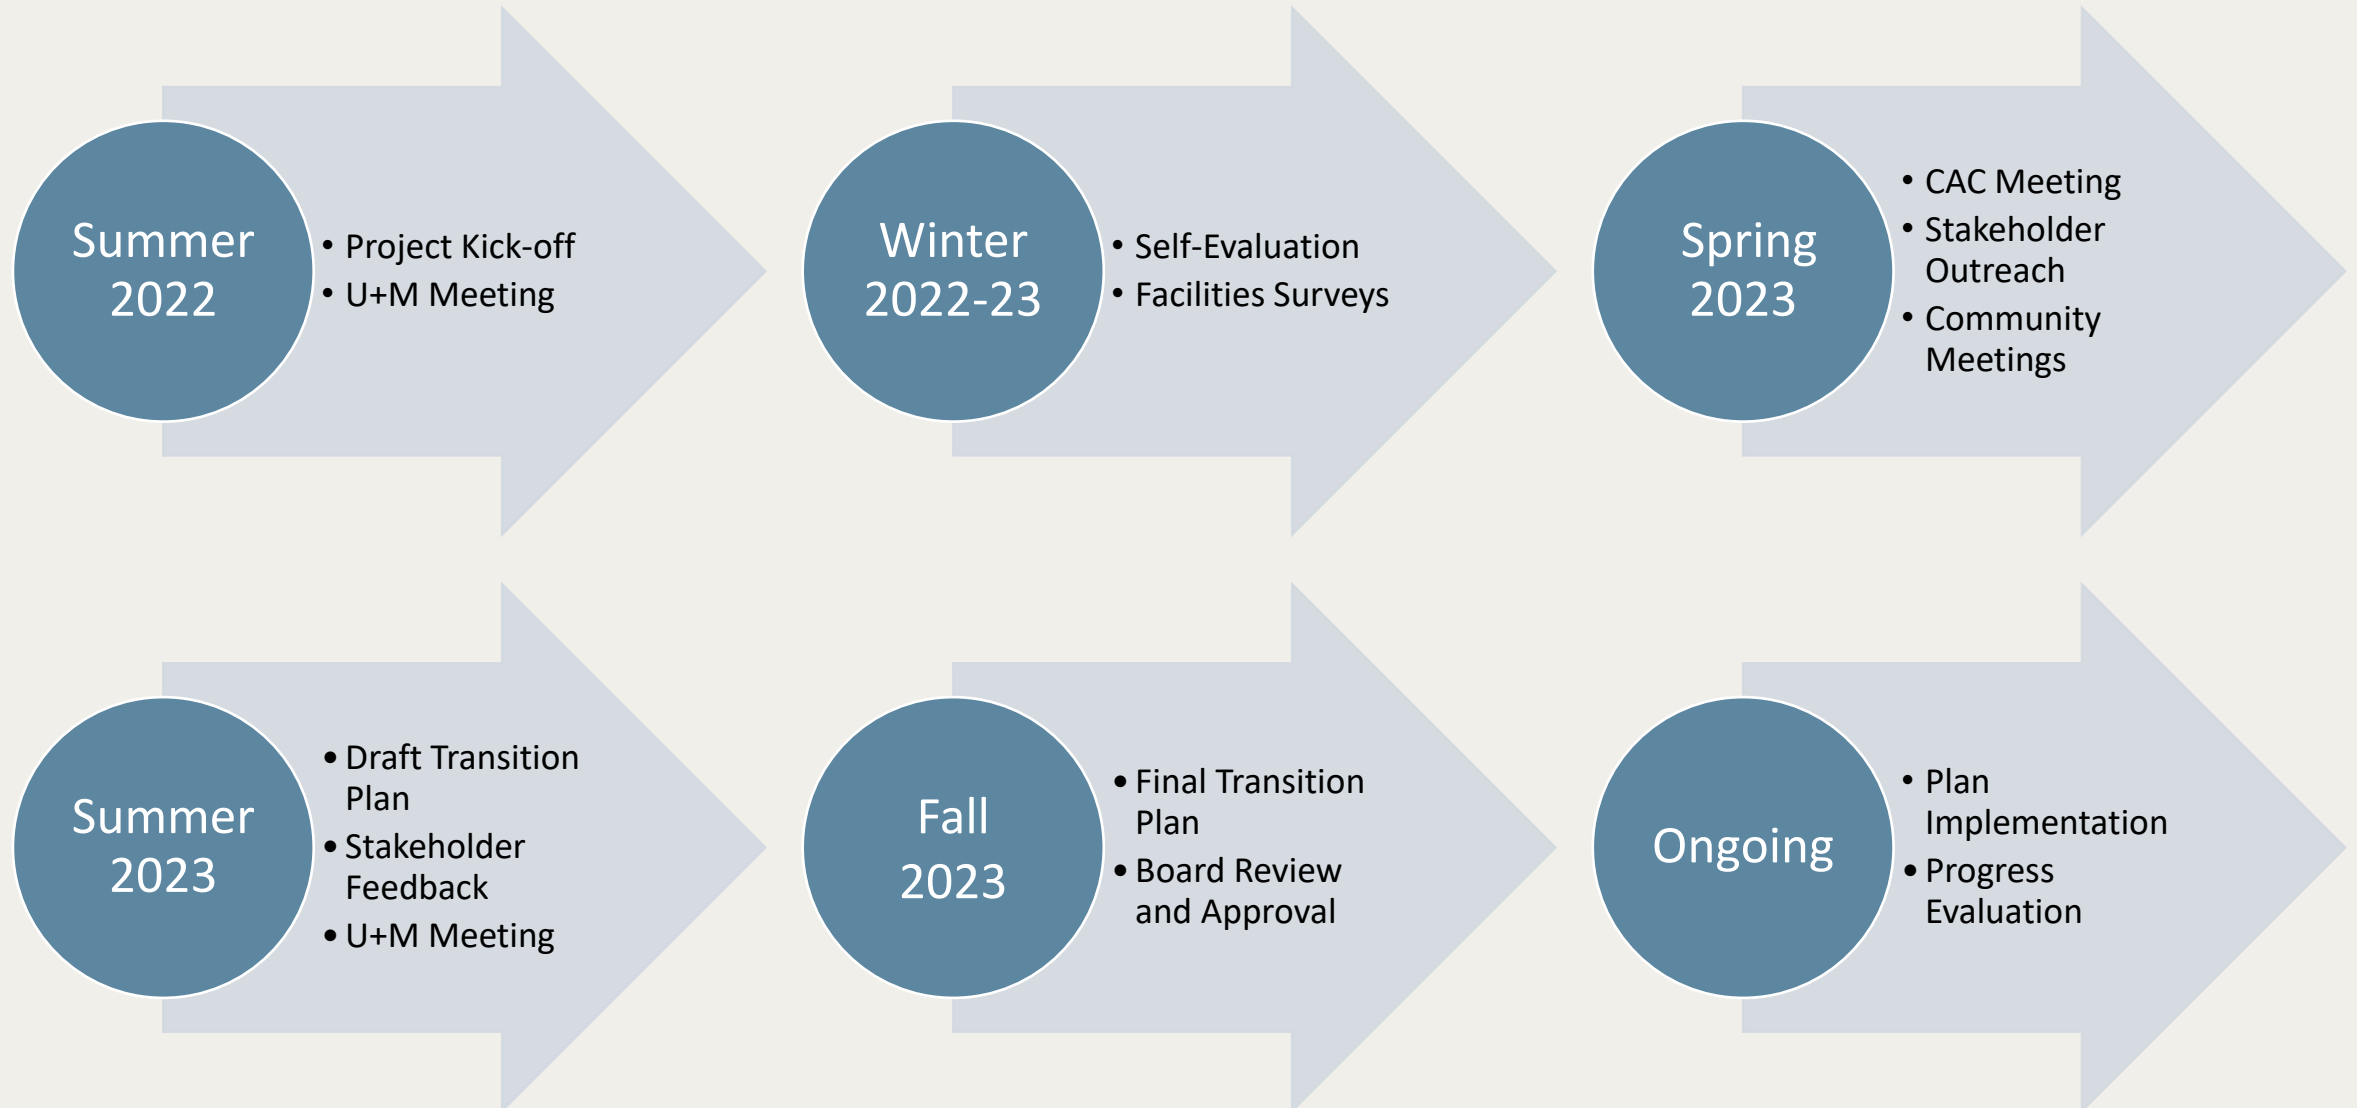 Summer
2022
• Project Kick-off
• U+M Meeting
Winter
2022-23
• Self-Evaluation
• Facilities Surveys
Spring
2023
• CAC Meeting
• Stakeholder
Outreach
• Community
Meetings
Summer
2023
• Draft Transition
Plan
• Stakeholder
Feedback
• U+M Meeting
Fall
2023
• Final Transition
Plan
• Board Review
and Approval
Ongoing
• Plan
Implementation
• Progress
Evaluation